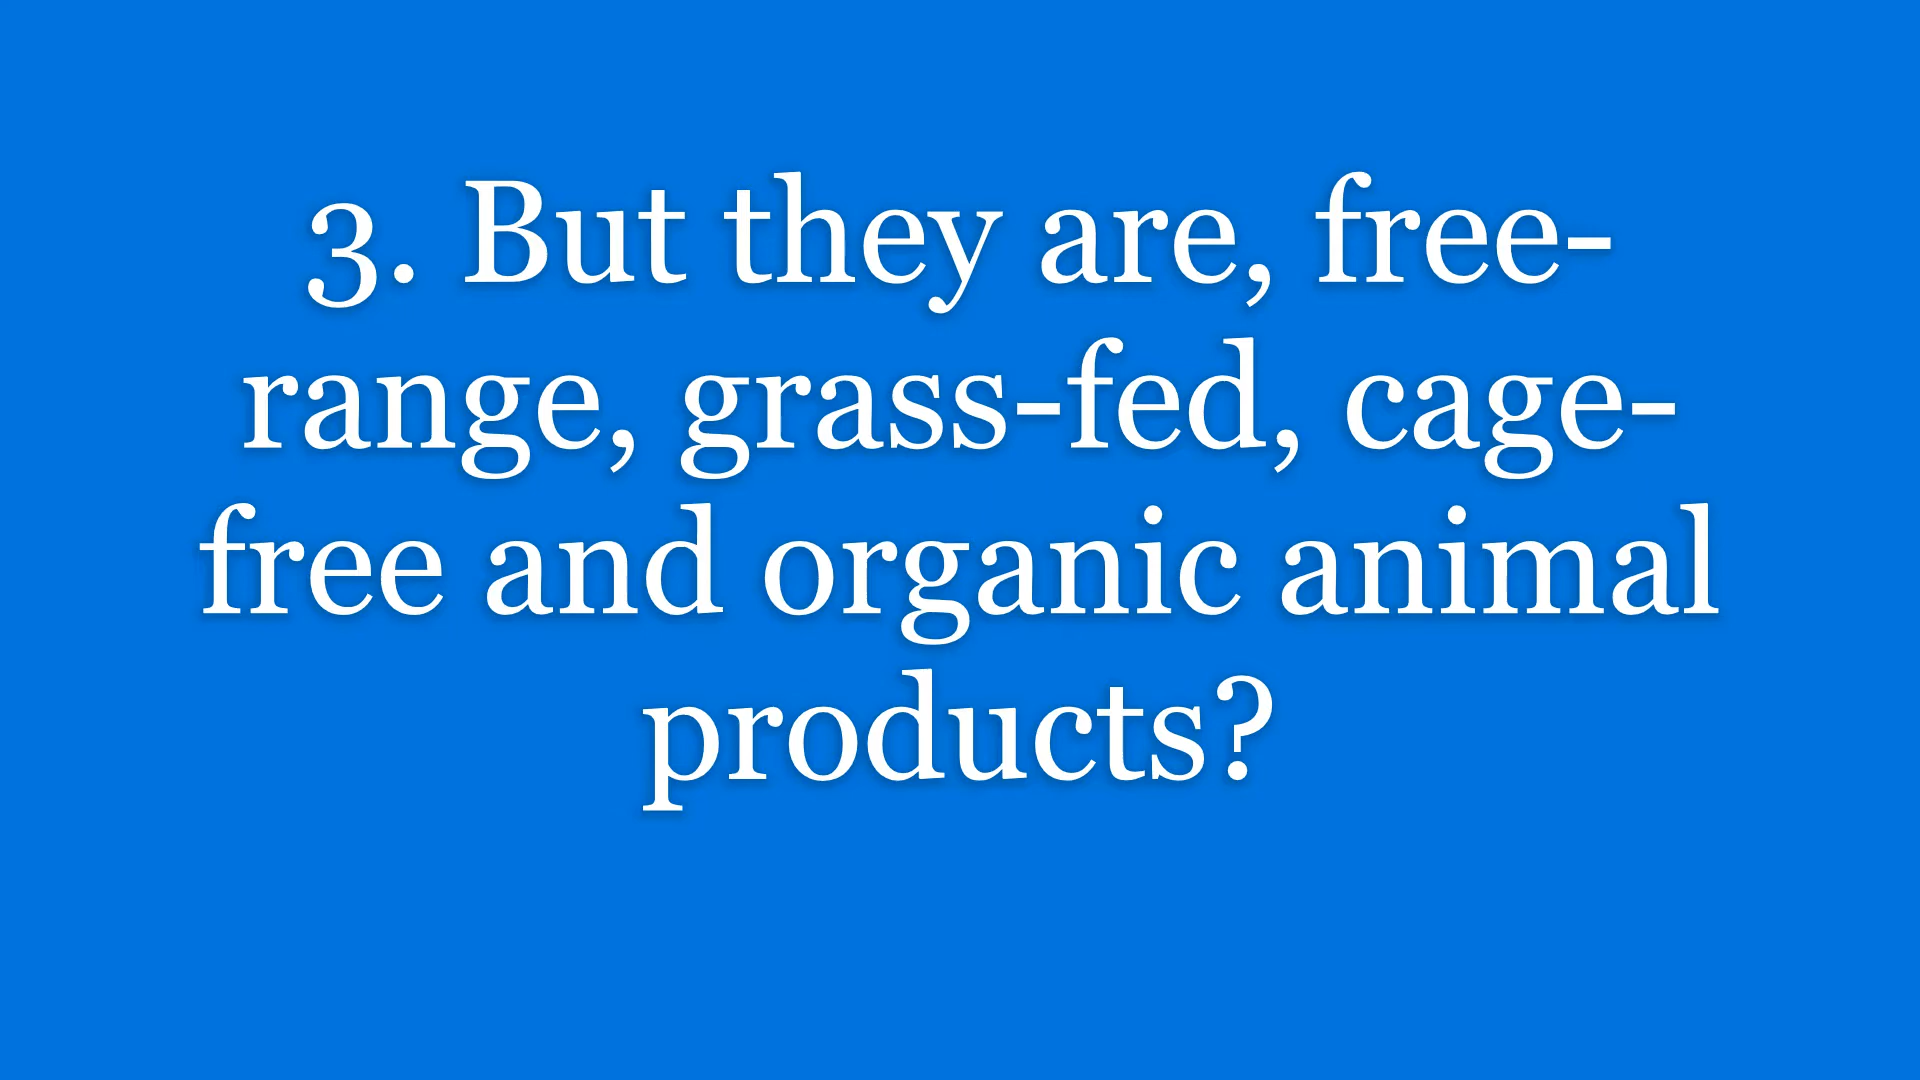 3. But they are, free-
range, grass-fed, cage-
free and organic animal
products?